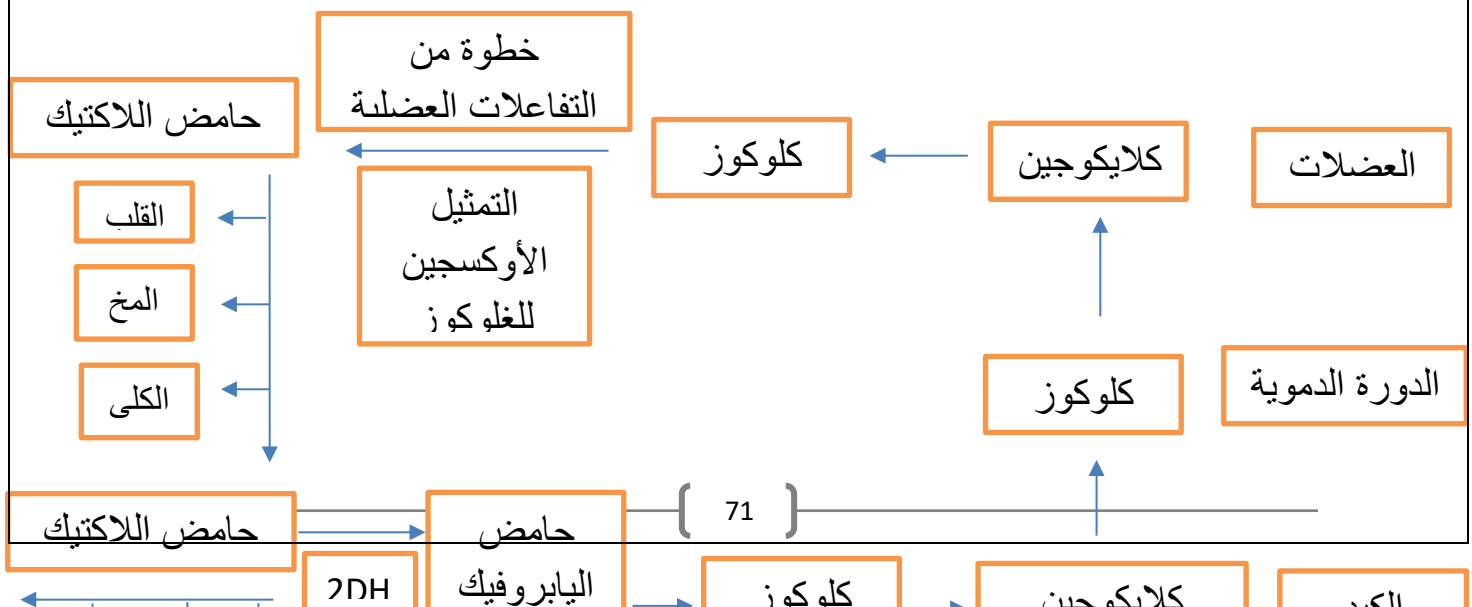 خطوة من
التفاعلات العضلية
حامض اللاكتيك
كلوكوز
كلايكوجين
العضلات
التمثيل
الأوكسجين
للغلوكوز
القلب
المخ
الكلى
كلوكوز
الدورة الدموية
71
حامض اللاكتيك
حامض
اليابروفيك
2DH
كلوكوز
كلايكوجين
الكبد